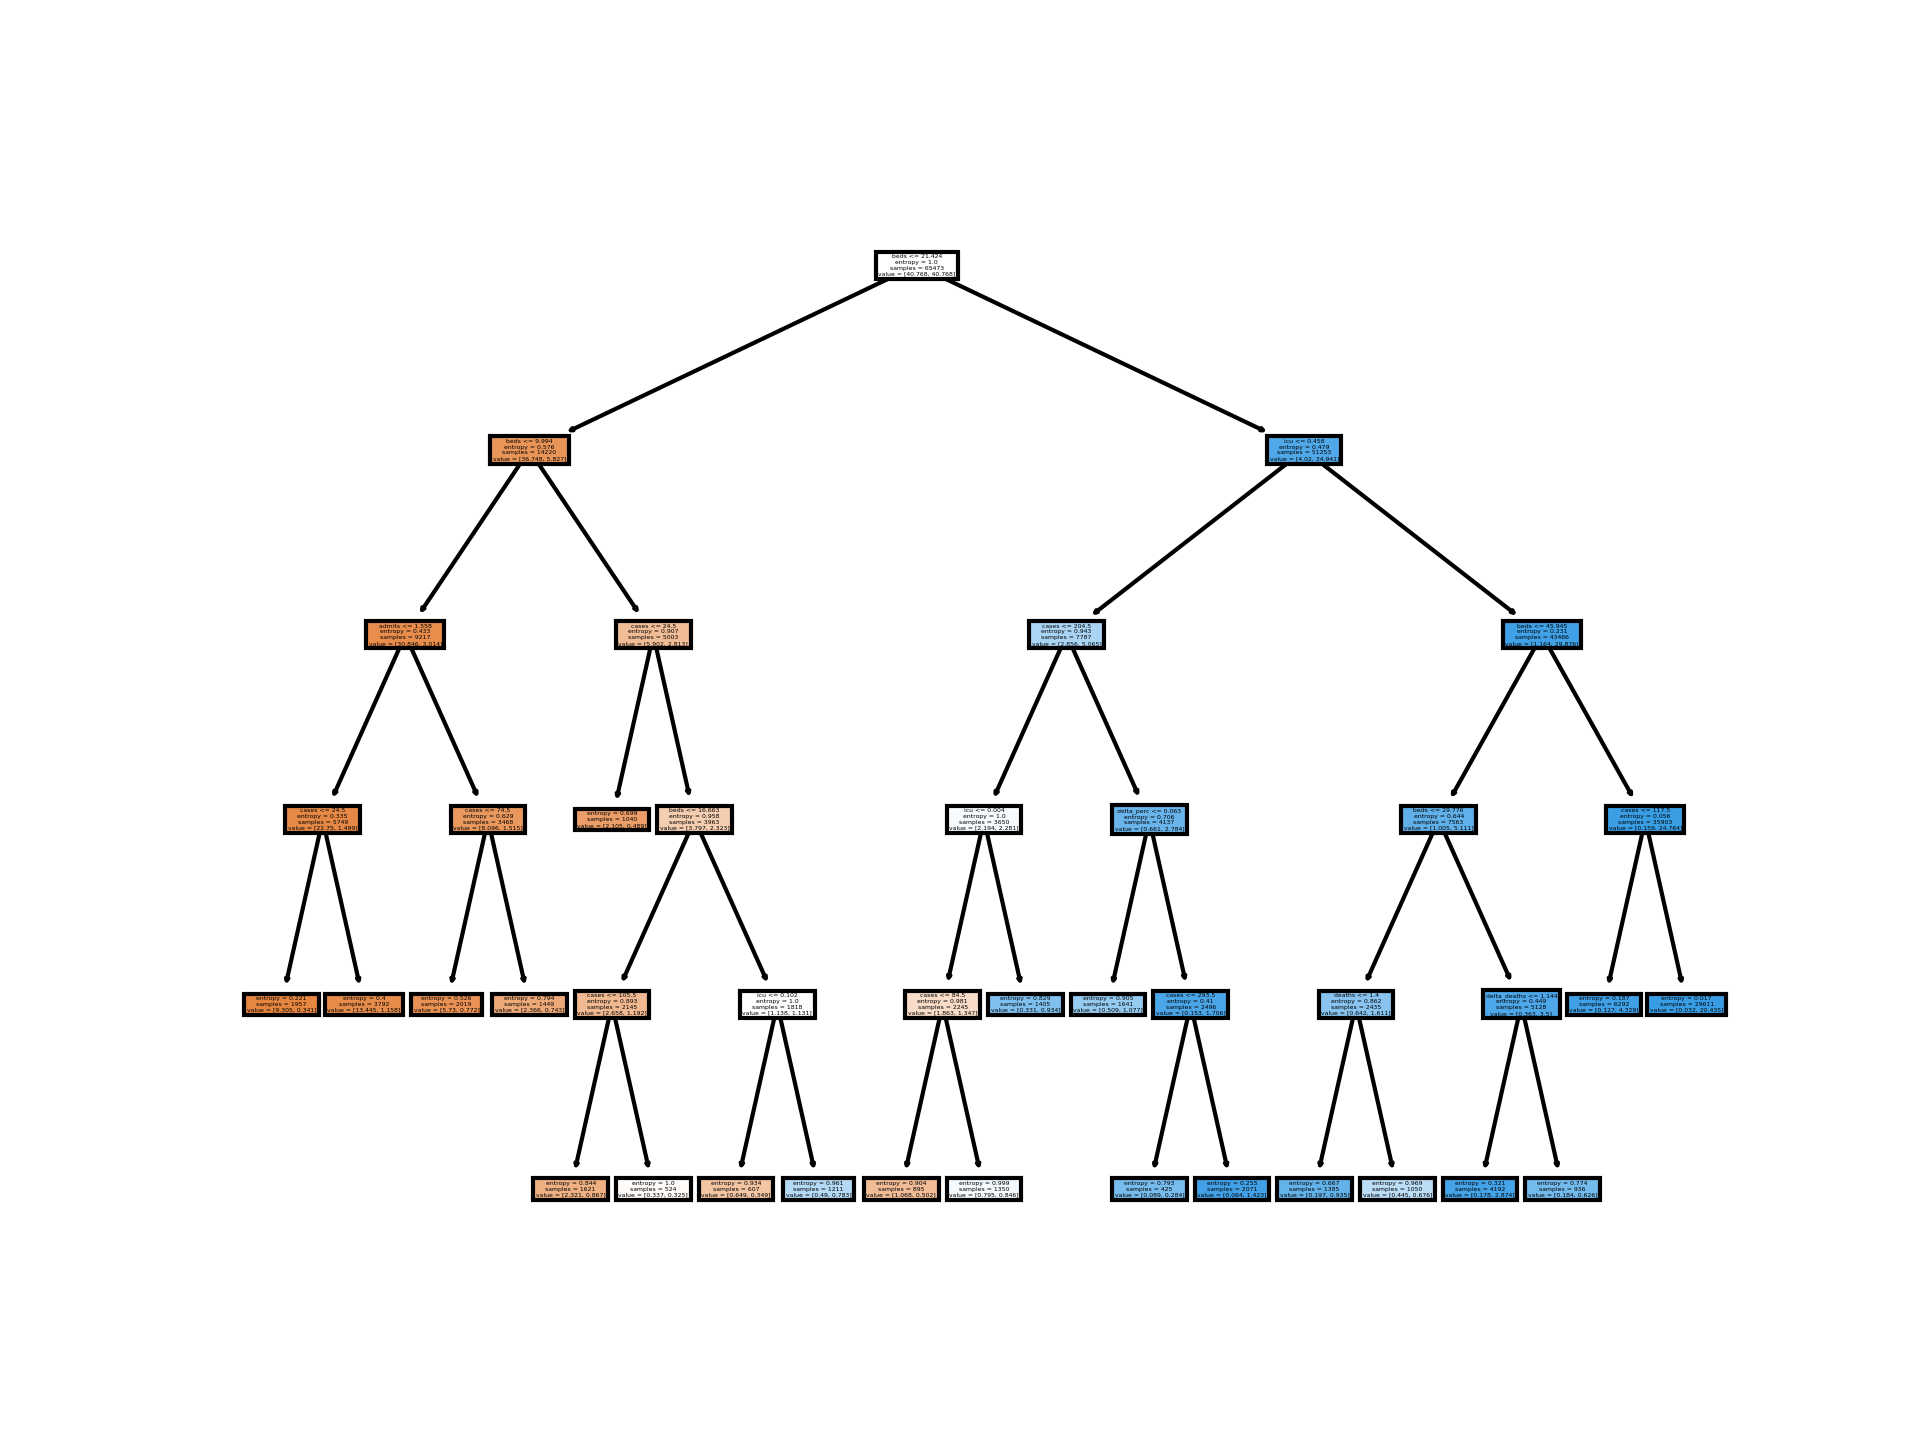 beds <= 21.424
entropy = 1.0
samples = 65473
value = [40.768, 40.768]
beds <= 9.994
entropy = 0.576
samples = 14220
value = [36.748, 5.827]
icu <= 0.458
entropy = 0.479
samples = 51253
value = [4.02, 34.941]
admits <= 1.558
entropy = 0.433
samples = 9217
value = [30.846, 3.014]
cases <= 24.5
entropy = 0.907
samples = 5003
value = [5.902, 2.813]
cases <= 204.5
entropy = 0.943
samples = 7787
value = [2.856, 5.065]
beds <= 45.945
entropy = 0.231
samples = 43466
value = [1.164, 29.876]
cases <= 24.5
entropy = 0.335
samples = 5749
value = [22.75, 1.499]
cases <= 74.5
entropy = 0.629
samples = 3468
value = [8.096, 1.515]
entropy = 0.699
samples = 1040
value = [2.105, 0.489]
beds <= 16.663
entropy = 0.958
samples = 3963
value = [3.797, 2.323]
icu <= 0.004
entropy = 1.0
samples = 3650
value = [2.194, 2.281]
delta_perc <= 0.063
entropy = 0.706
samples = 4137
value = [0.661, 2.784]
beds <= 29.776
entropy = 0.644
samples = 7563
value = [1.005, 5.111]
cases <= 117.5
entropy = 0.056
samples = 35903
value = [0.159, 24.764]
entropy = 0.221
samples = 1957
value = [9.305, 0.341]
entropy = 0.4
samples = 3792
value = [13.445, 1.158]
entropy = 0.526
samples = 2019
value = [5.73, 0.772]
entropy = 0.794
samples = 1449
value = [2.366, 0.743]
cases <= 105.5
entropy = 0.893
samples = 2145
value = [2.658, 1.192]
icu <= 0.102
entropy = 1.0
samples = 1818
value = [1.138, 1.131]
cases <= 84.5
entropy = 0.981
samples = 2245
value = [1.863, 1.347]
entropy = 0.829
samples = 1405
value = [0.331, 0.934]
entropy = 0.905
samples = 1641
value = [0.509, 1.077]
cases <= 293.5
entropy = 0.41
samples = 2496
value = [0.153, 1.706]
deaths <= 1.4
entropy = 0.862
samples = 2435
value = [0.642, 1.611]
delta_deaths <= 1.144
entropy = 0.449
samples = 5128
value = [0.363, 3.5]
entropy = 0.187
samples = 6292
value = [0.127, 4.329]
entropy = 0.017
samples = 29611
value = [0.032, 20.435]
entropy = 0.844
samples = 1621
value = [2.321, 0.867]
entropy = 1.0
samples = 524
value = [0.337, 0.325]
entropy = 0.934
samples = 607
value = [0.649, 0.349]
entropy = 0.961
samples = 1211
value = [0.49, 0.783]
entropy = 0.904
samples = 895
value = [1.068, 0.502]
entropy = 0.999
samples = 1350
value = [0.795, 0.846]
entropy = 0.793
samples = 425
value = [0.089, 0.284]
entropy = 0.255
samples = 2071
value = [0.064, 1.423]
entropy = 0.667
samples = 1385
value = [0.197, 0.935]
entropy = 0.969
samples = 1050
value = [0.445, 0.676]
entropy = 0.321
samples = 4192
value = [0.178, 2.874]
entropy = 0.774
samples = 936
value = [0.184, 0.626]